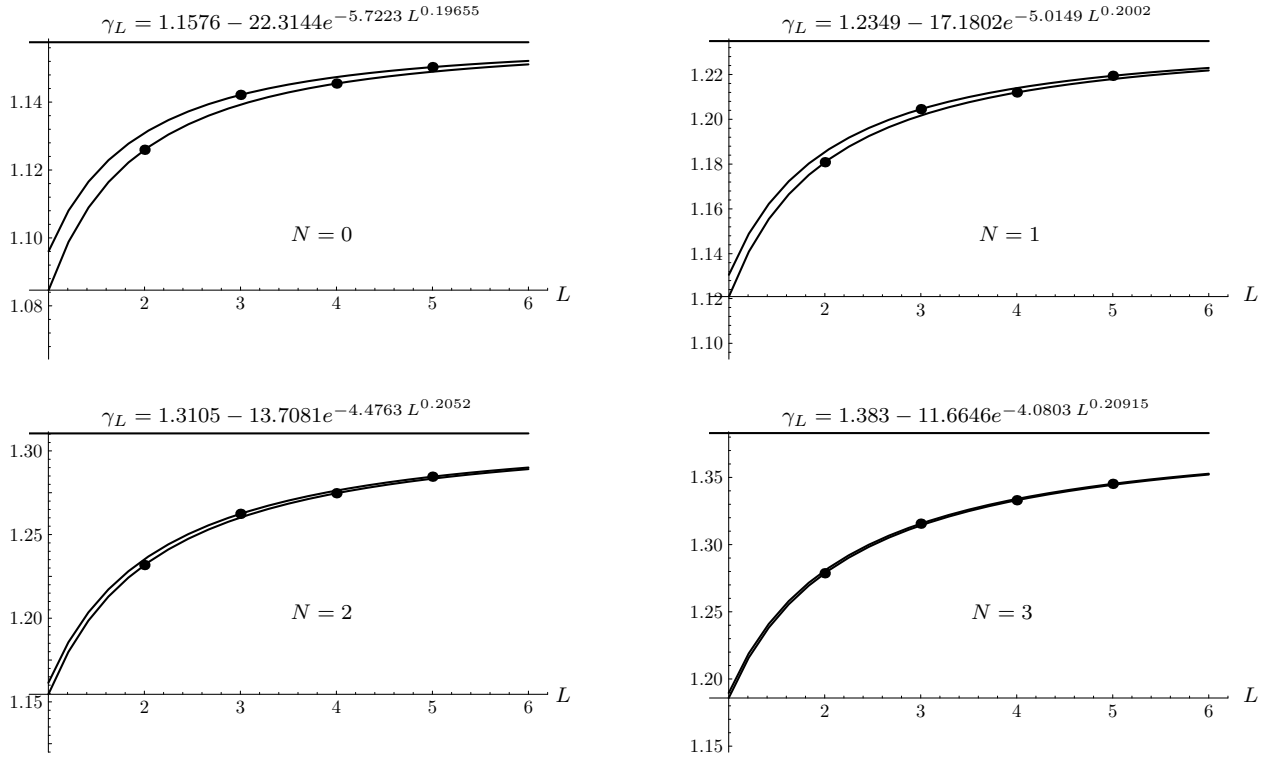 γ_L = 1.1576 − 22.3144e^{−5.7223 L^{0.19655}}
1.14
1.12
1.10
1.08
N = 0
2 3 4 5 6 L
γ_L = 1.2349 − 17.1802e^{−5.0149 L^{0.2002}}
1.22
1.20
1.18
1.16
1.14
1.12
1.10
N = 1
2 3 4 5 6 L
γ_L = 1.3105 − 13.7081e^{−4.4763 L^{0.2052}}
1.30
1.25
1.20
1.15
N = 2
2 3 4 5 6 L
γ_L = 1.383 − 11.6646e^{−4.0803 L^{0.20915}}
1.35
1.30
1.25
1.20
1.15
N = 3
2 3 4 5 6 L